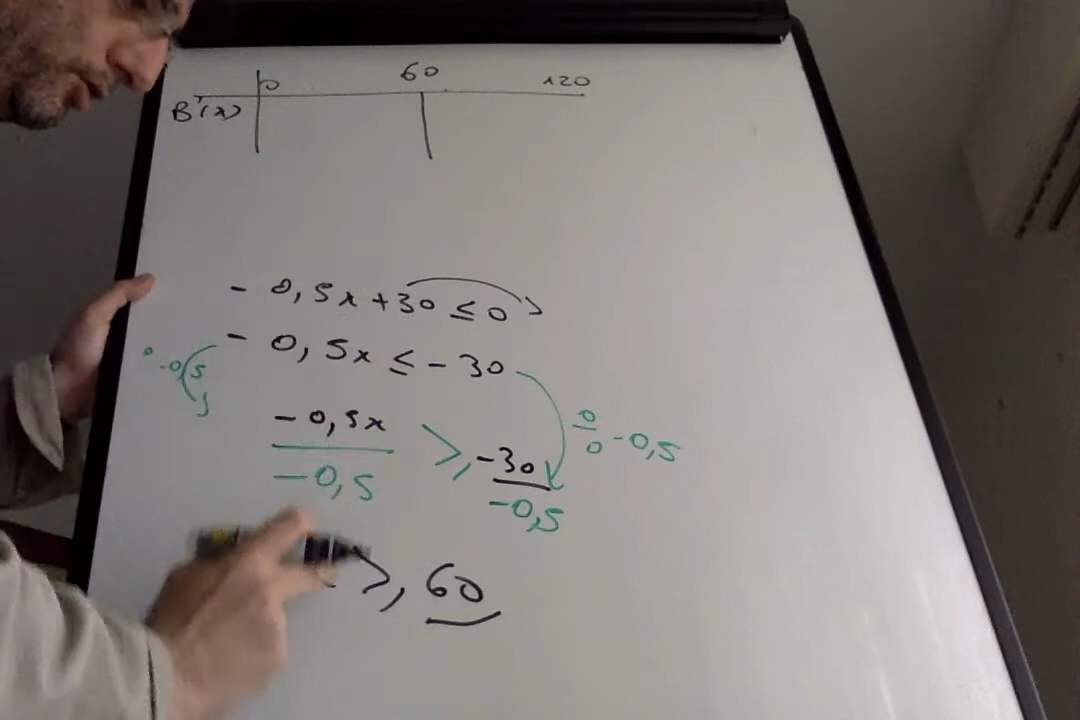 0 60 120
B'(x)
- 0,5x + 30 ≤ 0
- 0,5x ≤ - 30
-0,5
-0,5x ⩾ -30
÷ -0,5
-0,5 -0,5
⩾ 60